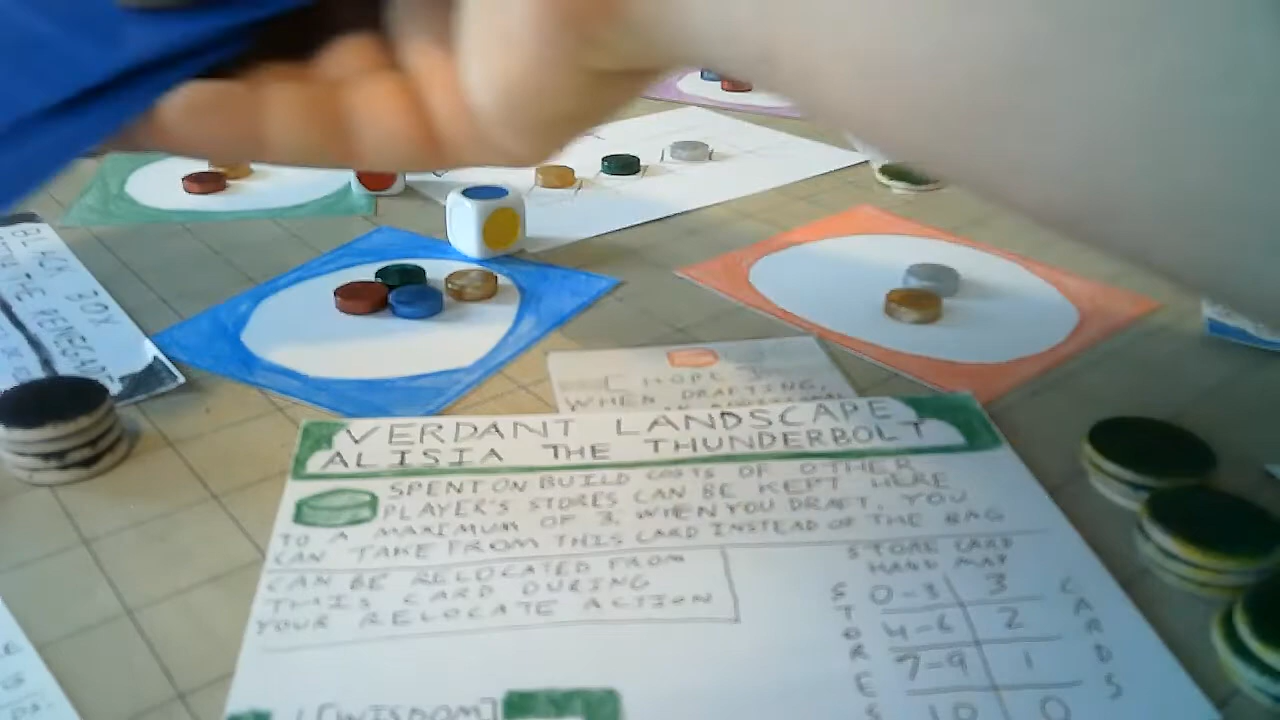 BLACK BOX
THE RENEGADE
[HOPE]
WHEN DRAFTING,
VERDANT LANDSCAPE
ALISIA THE THUNDERBOLT
SPENT ON BUILD COSTS OF OTHER
PLAYER'S STORES CAN BE KEPT HERE
TO A MAXIMUM OF 3. WHEN YOU DRAFT, YOU
CAN TAKE FROM THIS CARD INSTEAD OF THE BAG
CAN BE RELOCATED FROM
THIS CARD DURING
YOUR RELOCATE ACTION
STORE CARD
HAND MAX
STORES
CARDS
0-3 3
4-6 2
7-9 1
10 0
[WISDOM]